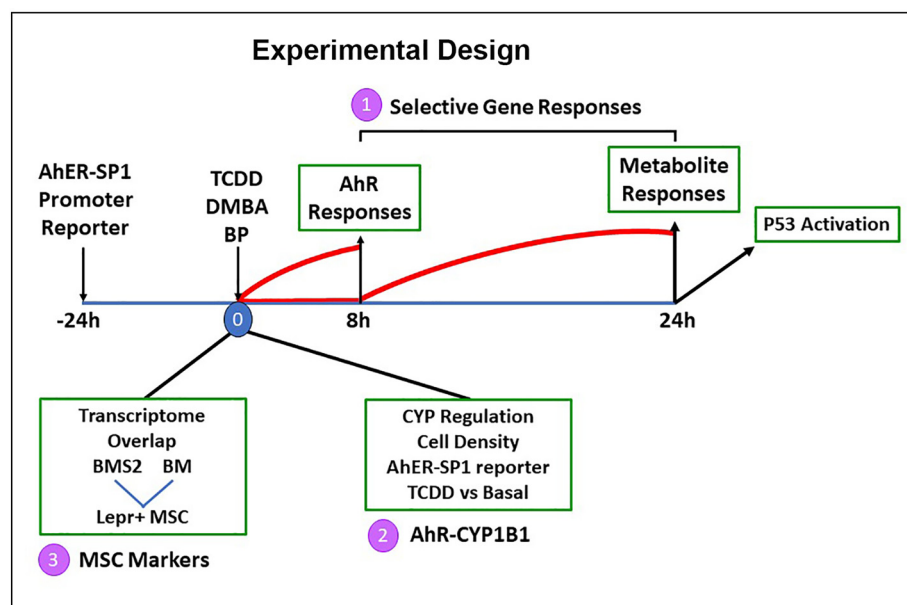 Experimental Design
1 Selective Gene Responses
AhER-SP1
Promoter
Reporter
TCDD
DMBA
BP
AhR
Responses
Metabolite
Responses
P53 Activation
-24h
0
8h
24h
Transcriptome
Overlap
BMS2 BM
Lepr+ MSC
3 MSC Markers
CYP Regulation
Cell Density
AhER-SP1 reporter
TCDD vs Basal
2 AhR-CYP1B1